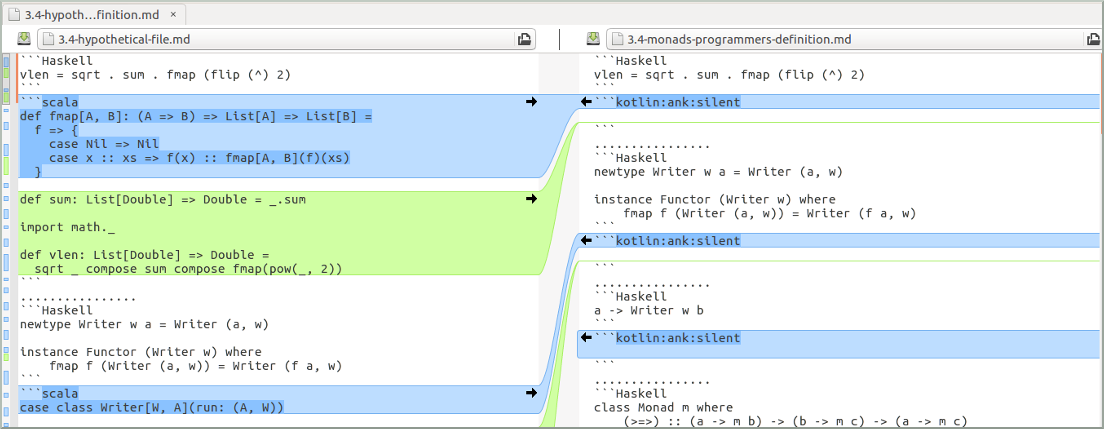 3.4-hypoth…finition.md ×
3.4-hypothetical-file.md
```Haskell
vlen = sqrt . sum . fmap (flip (^) 2)
```
```scala
def fmap[A, B]: (A => B) => List[A] => List[B] =
  f => {
    case Nil => Nil
    case x :: xs => f(x) :: fmap[A, B](f)(xs)
  }
def sum: List[Double] => Double = _.sum
import math._
def vlen: List[Double] => Double =
  sqrt _ compose sum compose fmap(pow(_, 2))
```
................
```Haskell
newtype Writer w a = Writer (a, w)
instance Functor (Writer w) where
    fmap f (Writer (a, w)) = Writer (f a, w)
```
```scala
case class Writer[W, A](run: (A, W))
3.4-monads-programmers-definition.md
```Haskell
vlen = sqrt . sum . fmap (flip (^) 2)
```
```kotlin:ank:silent
```
................
```Haskell
newtype Writer w a = Writer (a, w)
instance Functor (Writer w) where
    fmap f (Writer (a, w)) = Writer (f a, w)
```
```kotlin:ank:silent
```
................
```Haskell
a -> Writer w b
```
```kotlin:ank:silent
```
................
```Haskell
class Monad m where
    (>=>) :: (a -> m b) -> (b -> m c) -> (a -> m c)